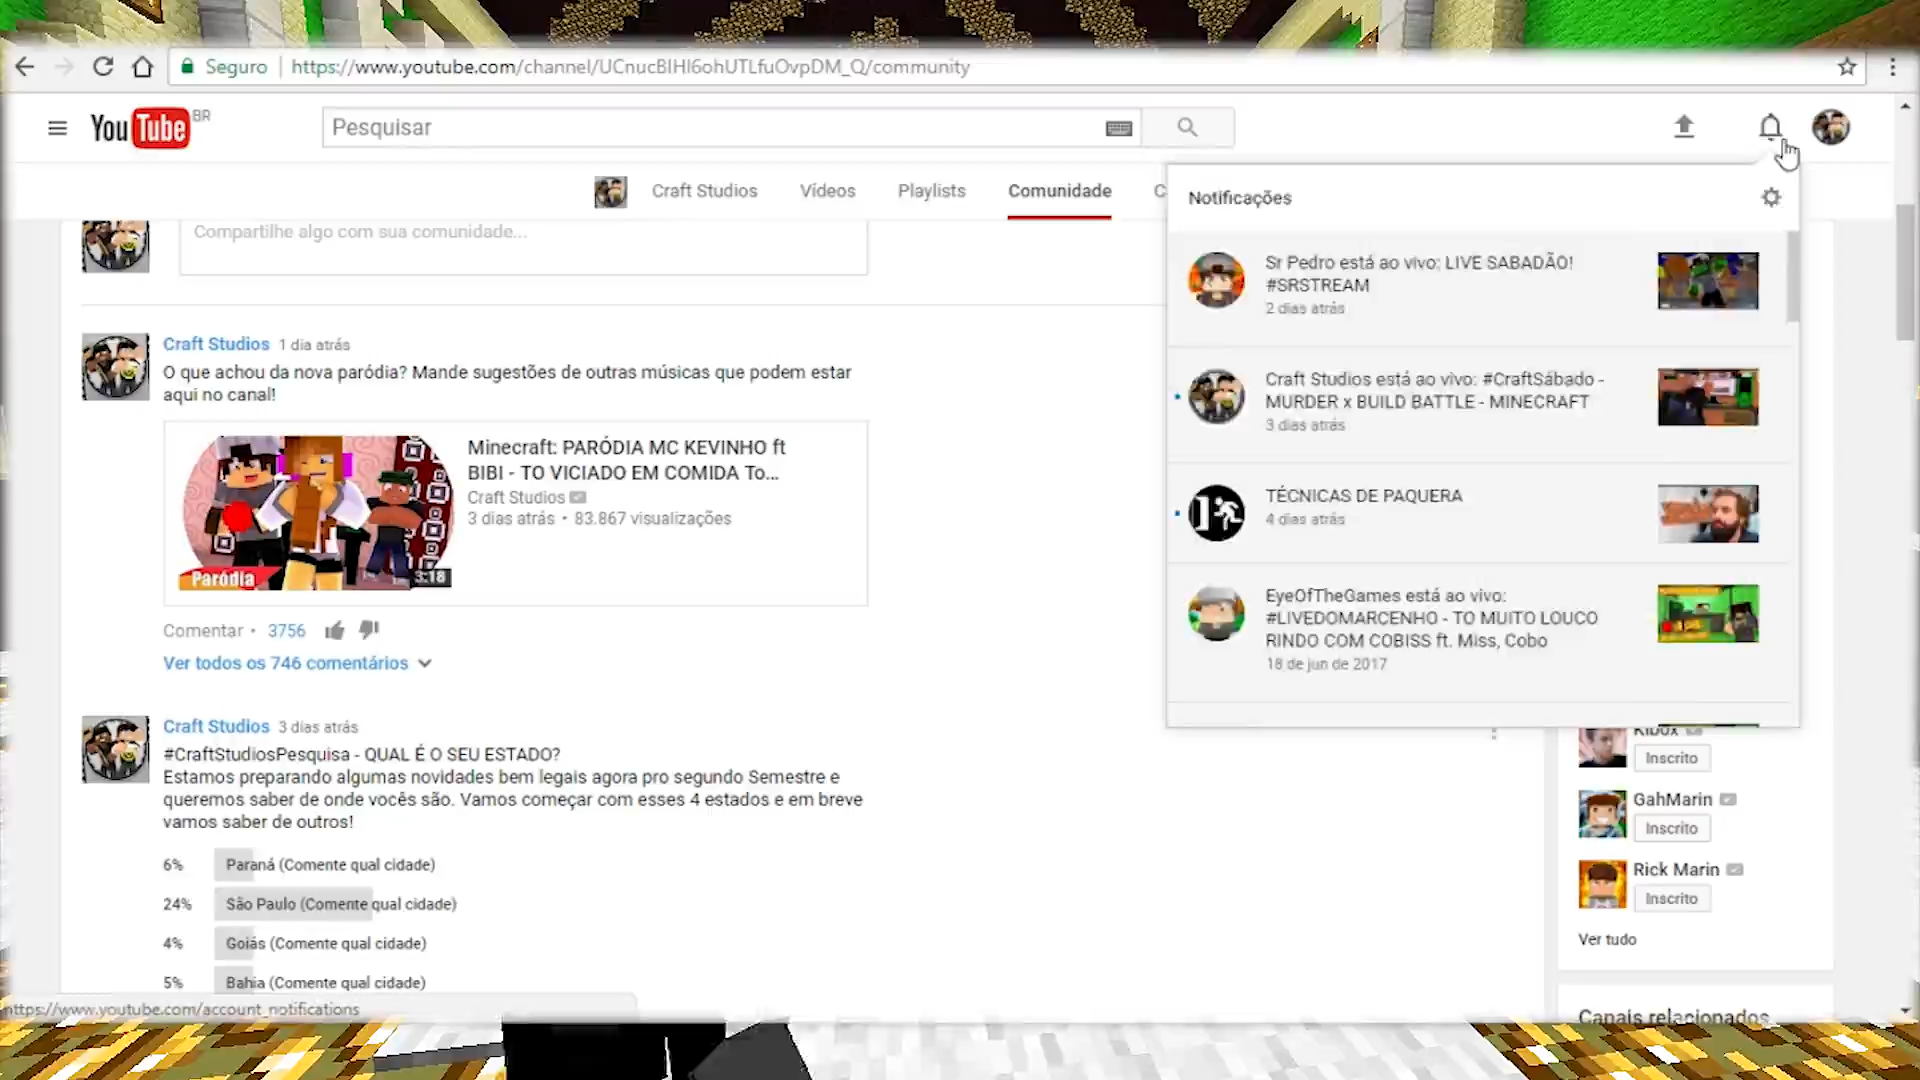 Seguro
https://www.youtube.com/channel/UCnucBIHl6ohUTLfuOvpDM_Q/community
YouTube BR
Pesquisar
Craft Studios
Vídeos
Playlists
Comunidade
C
Notificações
Compartilhe algo com sua comunidade...
Sr Pedro está ao vivo: LIVE SABADÃO!
#SRSTREAM
2 dias atrás
Craft Studios está ao vivo: #CraftSábado -
MURDER x BUILD BATTLE - MINECRAFT
3 dias atrás
TÉCNICAS DE PAQUERA
4 dias atrás
EyeOfTheGames está ao vivo:
#LIVEDOMARCENHO - TO MUITO LOUCO
RINDO COM COBISS ft. Miss, Cobo
18 de jun de 2017
Craft Studios 1 dia atrás
O que achou da nova paródia? Mande sugestões de outras músicas que podem estar
aqui no canal!
Minecraft: PARÓDIA MC KEVINHO ft
BIBI - TO VICIADO EM COMIDA To...
Craft Studios
3 dias atrás • 83.867 visualizações
Paródia
3:18
Comentar • 3756
Ver todos os 746 comentários
Craft Studios 3 dias atrás
#CraftStudiosPesquisa - QUAL É O SEU ESTADO?
Estamos preparando algumas novidades bem legais agora pro segundo Semestre e
queremos saber de onde vocês são. Vamos começar com esses 4 estados e em breve
vamos saber de outros!
6% Paraná (Comente qual cidade)
24% São Paulo (Comente qual cidade)
4% Goiás (Comente qual cidade)
5% Bahia (Comente qual cidade)
Kibox
Inscrito
GahMarin
Inscrito
Rick Marin
Inscrito
Ver tudo
Canais relacionados
https://www.youtube.com/account_notifications